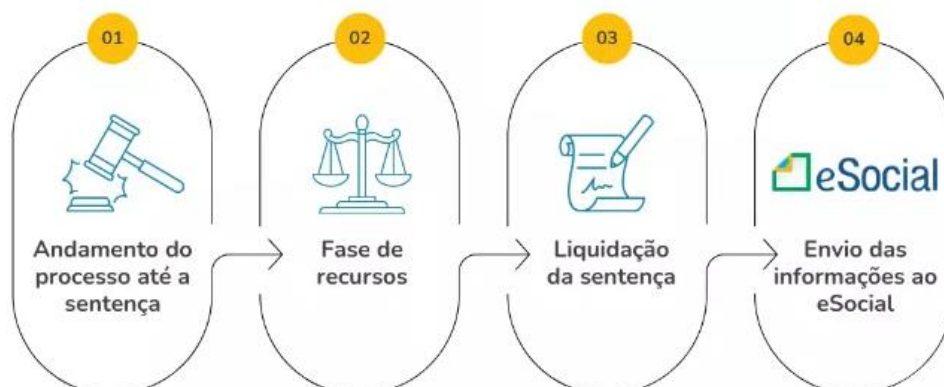 01
Andamento do
processo até a
sentença
02
Fase de
recursos
03
Liquidação
da sentença
04
eSocial
Envio das
informações ao
eSocial